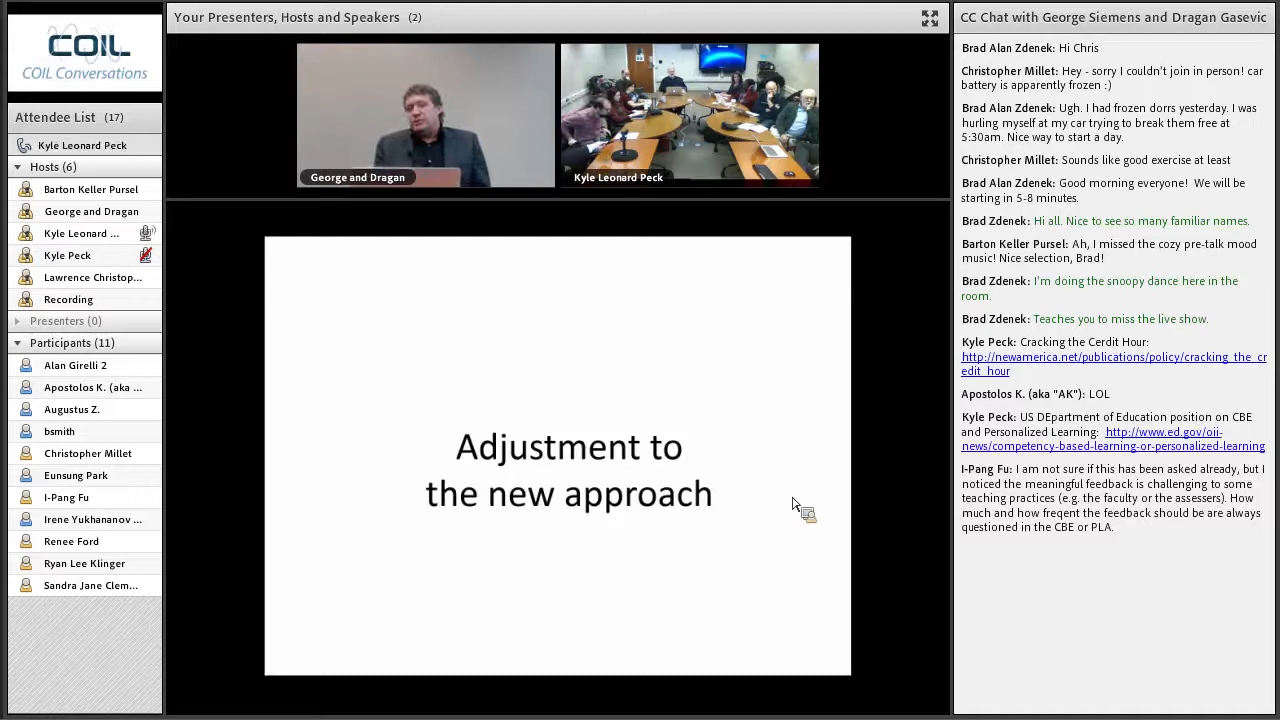 COIL
COIL Conversations
Attendee List (17)
Kyle Leonard Peck
Hosts (6)
Barton Keller Pursel
George and Dragan
Kyle Leonard ...
Kyle Peck
Lawrence Christop...
Recording
Presenters (0)
Participants (11)
Alan Girelli 2
Apostolos K. (aka ...
Augustus Z.
bsmith
Christopher Millet
Eunsung Park
I-Pang Fu
Irene Yukhananov ...
Renee Ford
Ryan Lee Klinger
Sandra Jane Clem...
Your Presenters, Hosts and Speakers (2)
George and Dragan
Kyle Leonard Peck
Adjustment to
the new approach
CC Chat with George Siemens and Dragan Gasevic
Brad Alan Zdenek: Hi Chris
Christopher Millet: Hey - sorry I couldn't join in person! car
battery is apparently frozen :)
Brad Alan Zdenek: Ugh. I had frozen dorrs yesterday. I was
hurling myself at my car trying to break them free at
5:30am. Nice way to start a day.
Christopher Millet: Sounds like good exercise at least
Brad Alan Zdenek: Good morning everyone! We will be
starting in 5-8 minutes.
Brad Zdenek: Hi all. Nice to see so many familiar names.
Barton Keller Pursel: Ah, I missed the cozy pre-talk mood
music! Nice selection, Brad!
Brad Zdenek: I'm doing the snoopy dance here in the
room.
Brad Zdenek: Teaches you to miss the live show.
Kyle Peck: Cracking the Cerdit Hour:
http://newamerica.net/publications/policy/cracking_the_cr
edit_hour
Apostolos K. (aka "AK"): LOL
Kyle Peck: US DEpartment of Education position on CBE
and Personalized Learning: http://www.ed.gov/oii-
news/competency-based-learning-or-personalized-learning
I-Pang Fu: I am not sure if this has been asked already, but I
noticed the meaningful feedback is challenging to some
teaching practices (e.g. the faculty or the assessers). How
much and how freqent the feedback should be are always
questioned in the CBE or PLA.